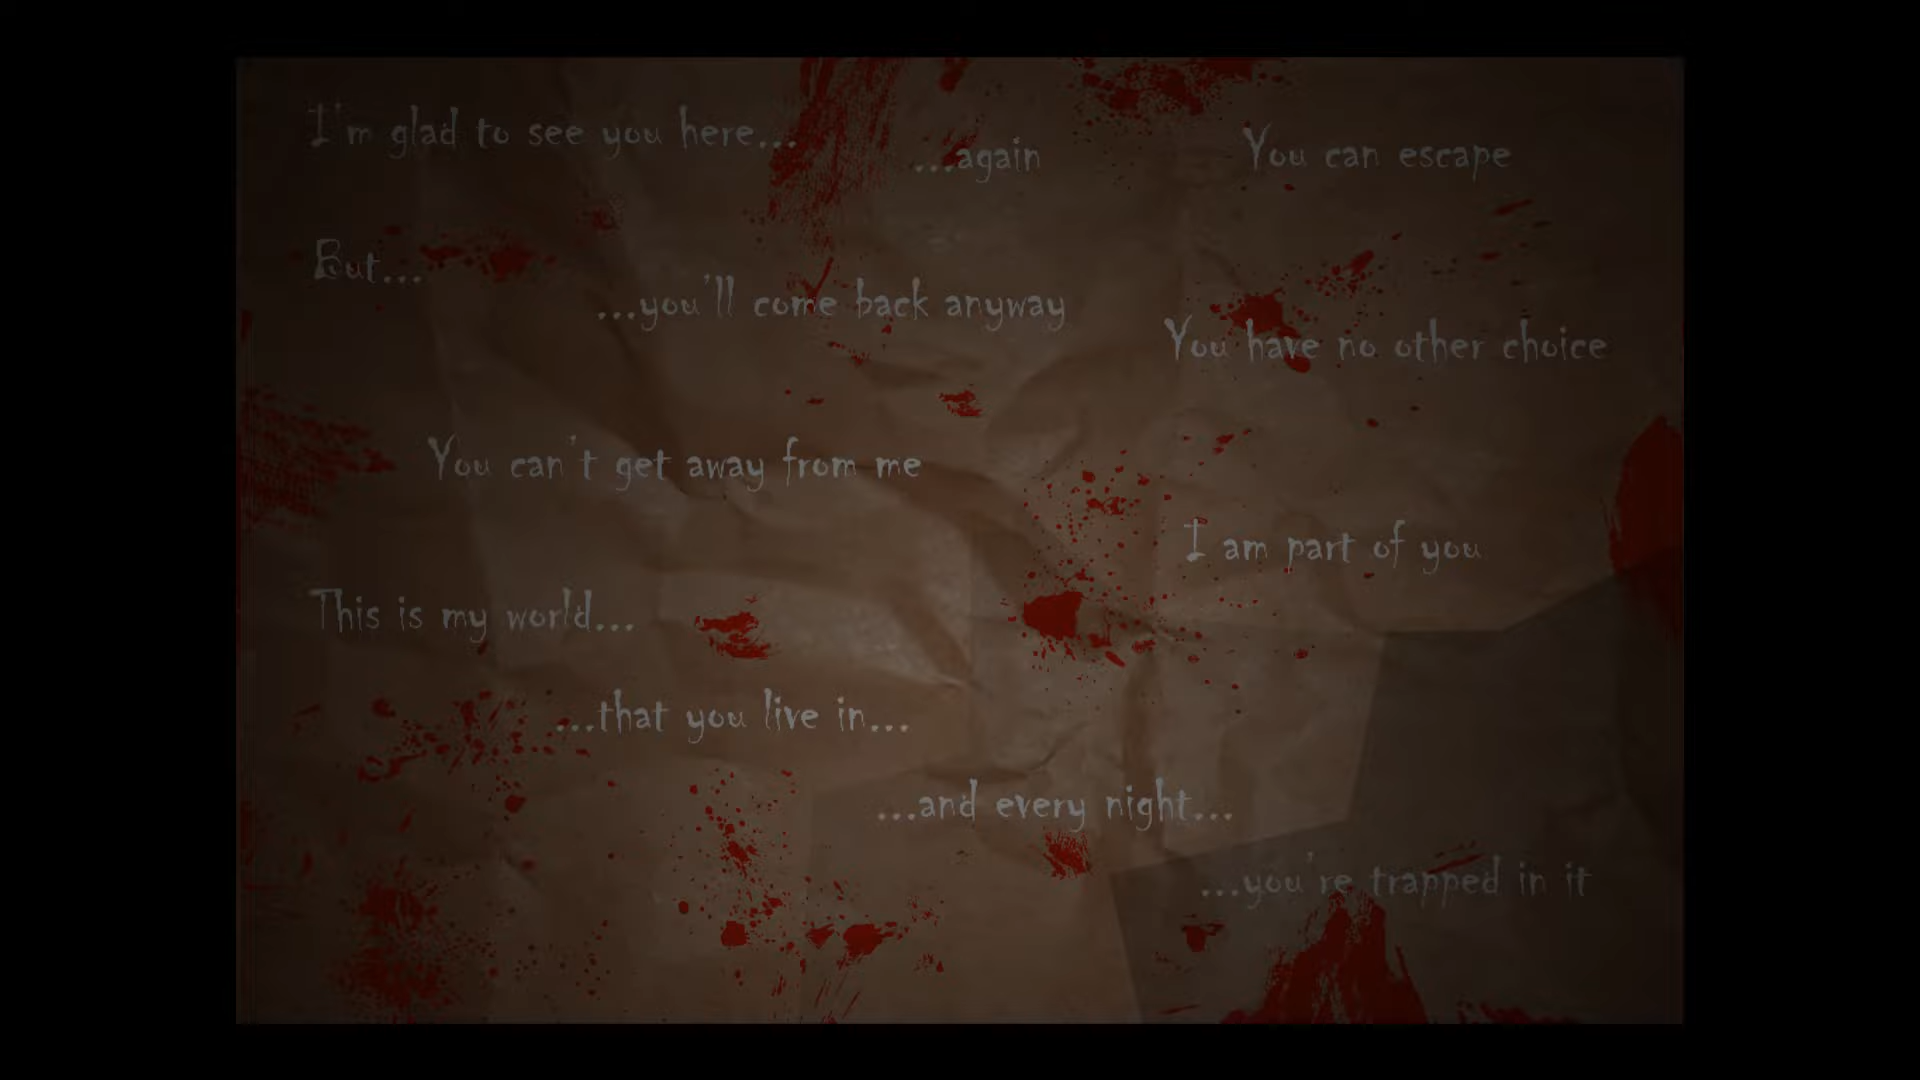 I'm glad to see you here...
...again
You can escape
But...
...you'll come back anyway
You have no other choice
You can't get away from me
I am part of you
This is my world...
...that you live in...
...and every night...
...you're trapped in it